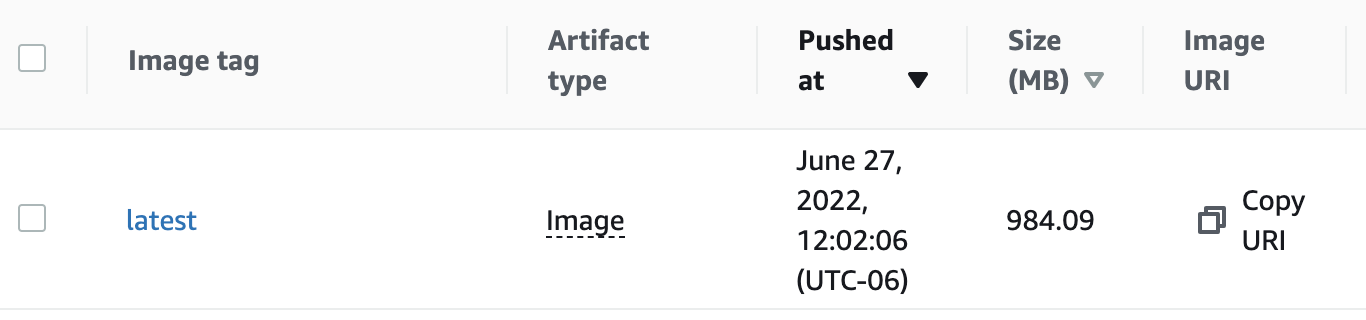 Image tag
Artifact type
Pushed at
Size (MB)
Image URI
latest
Image
June 27, 2022, 12:02:06 (UTC-06)
984.09
Copy URI